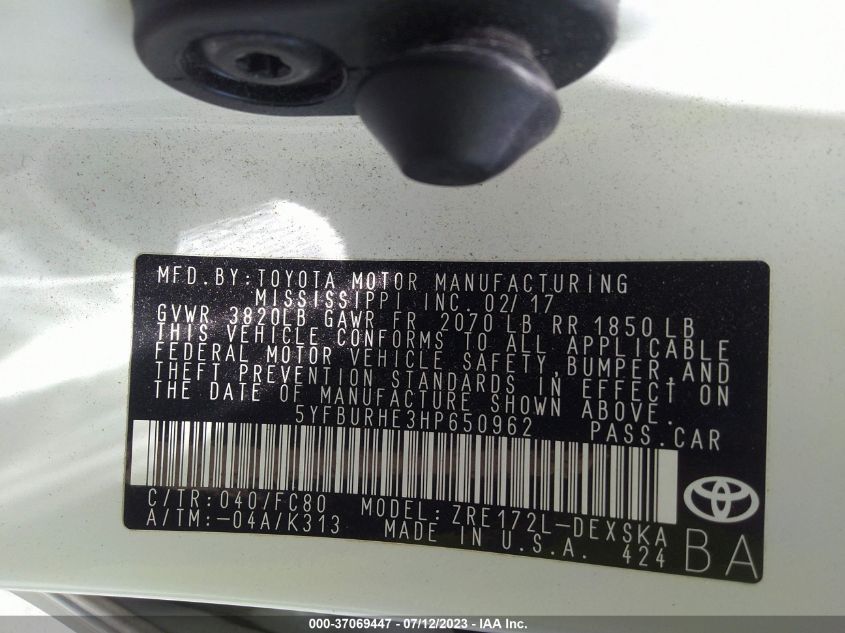 MFD.BY:TOYOTA MOTOR MANUFACTURING
MISSISSIPPI INC. 02/17
GVWR 3820LB GAWR FR 2070 LB RR 1850 LB
THIS VEHICLE CONFORMS TO ALL APPLICABLE
FEDERAL MOTOR VEHICLE SAFETY,BUMPER,AND
THEFT PREVENTION STANDARDS IN EFFECT ON
THE DATE OF MANUFACTURE SHOWN ABOVE.
5YFBURHE3HP650962 PASS.CAR
C/TR:040/FC80 MODEL:ZRE172L-DEXSKA
A/TM:-04A/K313 MADE IN U.S.A. 424
BA
000-37069447 - 07/12/2023 - IAA Inc.